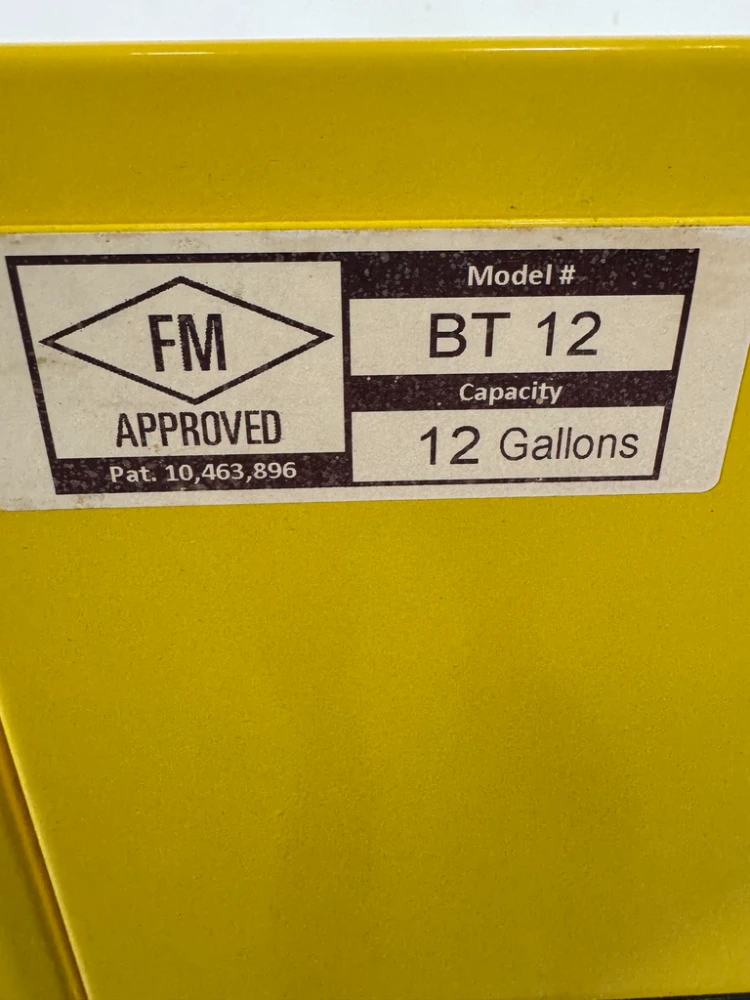 FM
APPROVED
Pat. 10,463,896
Model #
BT 12
Capacity
12 Gallons